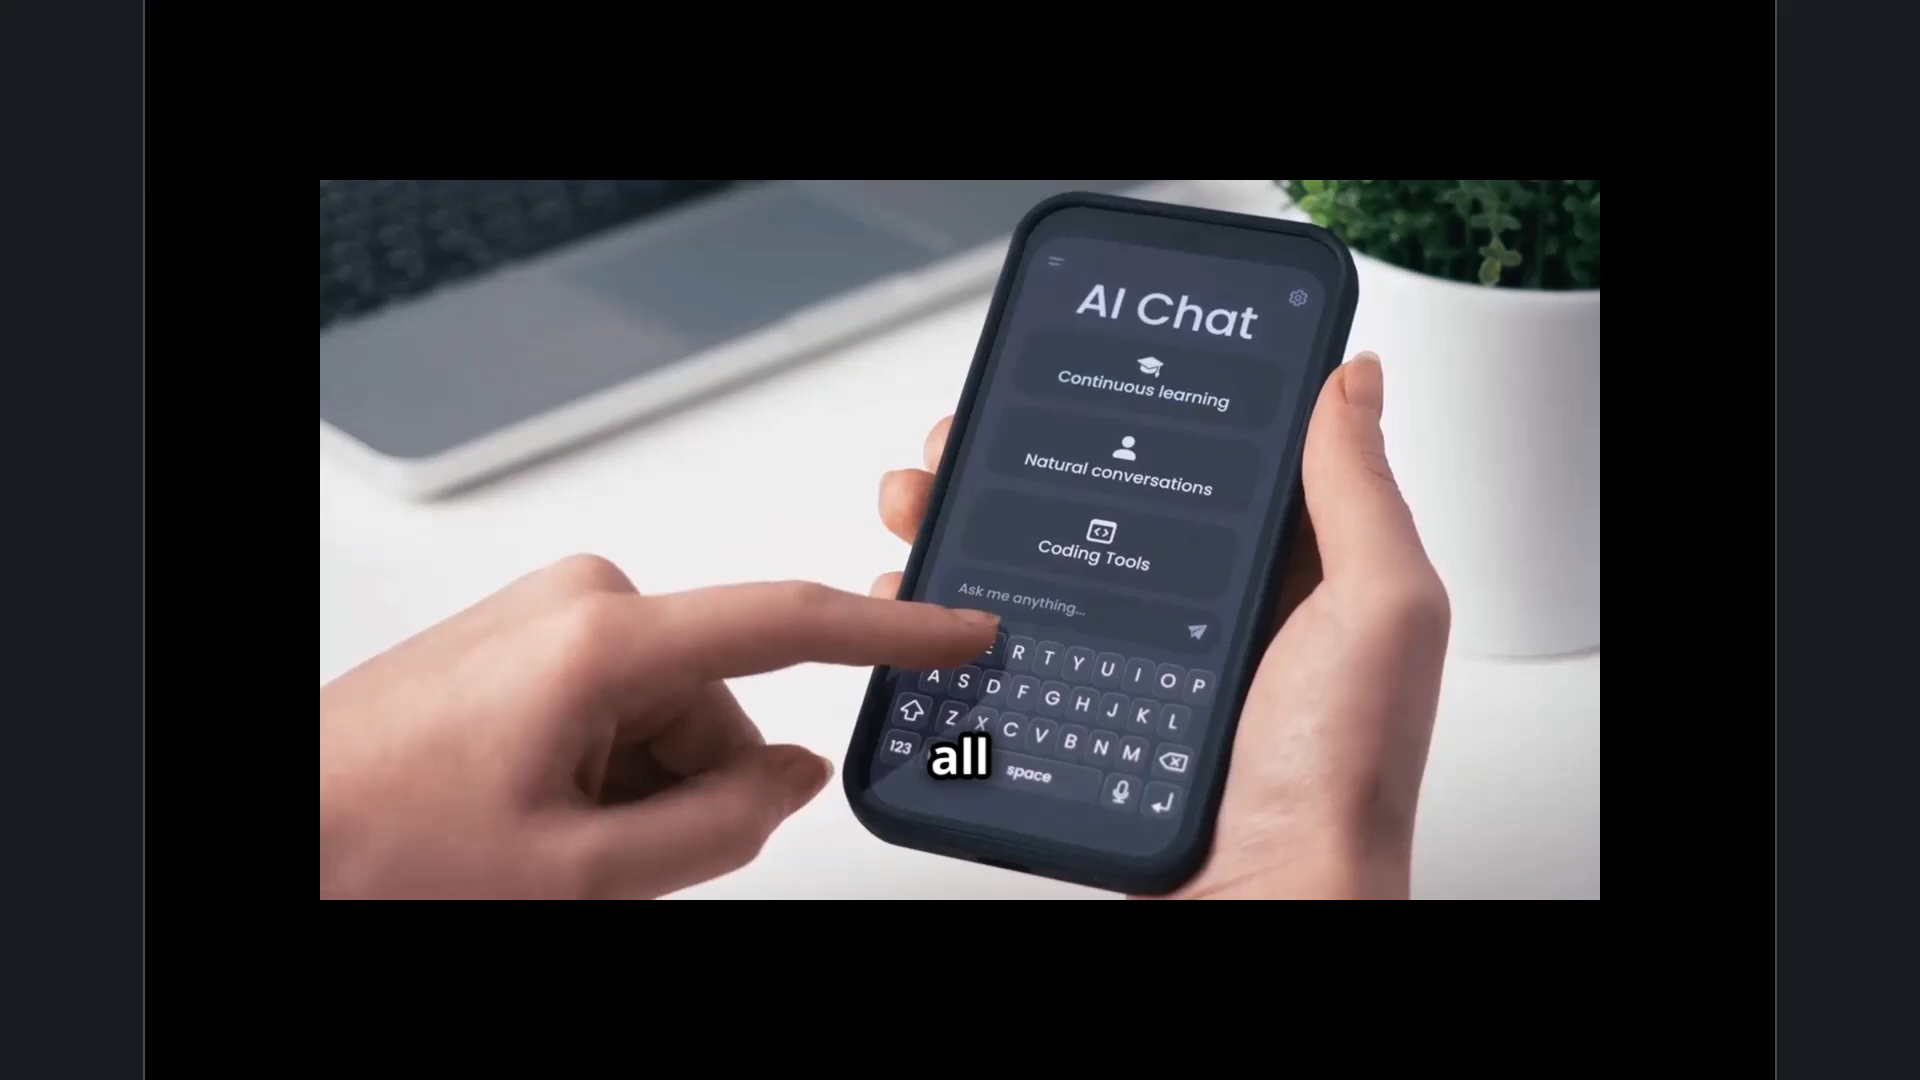 AI Chat
Continuous learning
Natural conversations
Coding Tools
Ask me anything...
E R T Y U I O P
A S D F G H J K L
Z X C V B N M
123 space
all